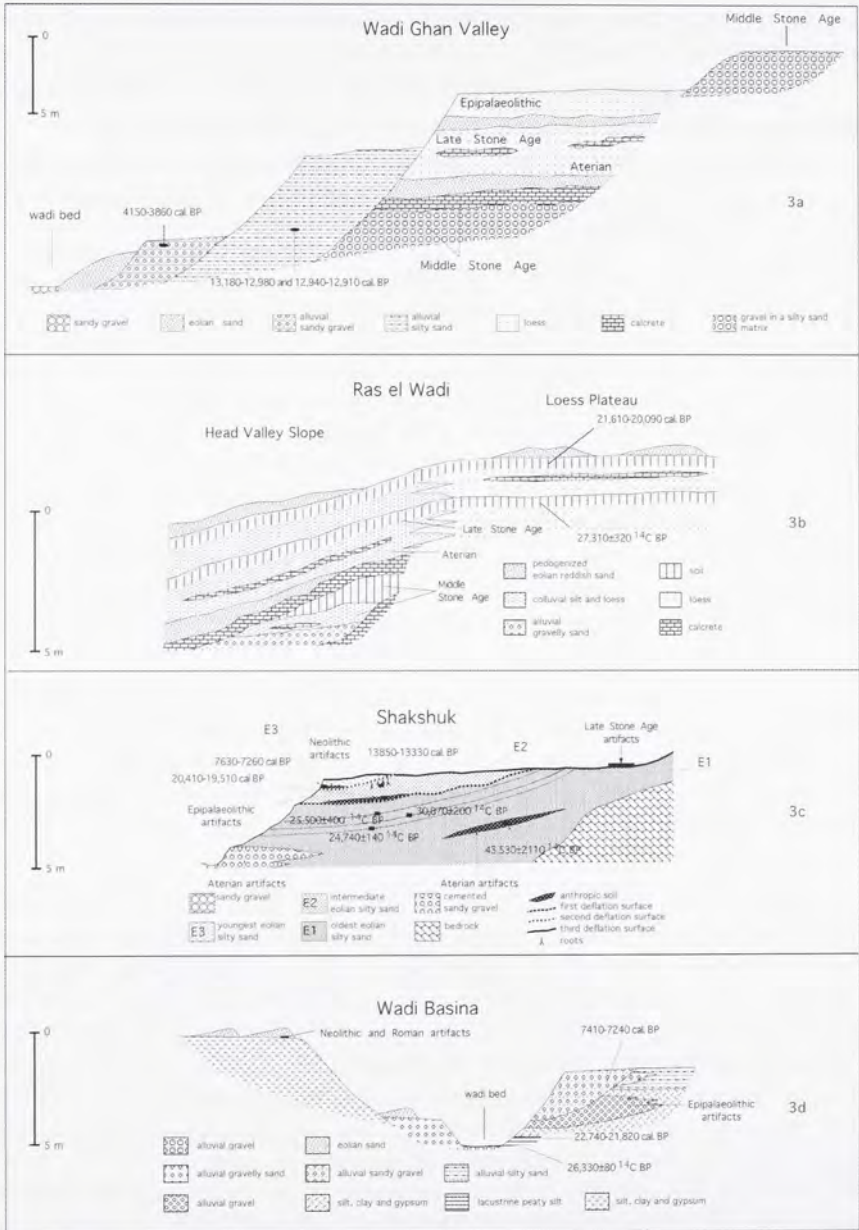 Wadi Ghan Valley
Middle Stone Age
0
5 m
Epipalaeolithic
Late Stone Age
Aterian
wadi bed
4150-3860 cal. BP
3a
Middle Stone Age
13,180-12,980 and 12,940-12,910 cal. BP
sandy gravel
eolian sand
alluvial sandy gravel
alluvial silty sand
loess
calcrete
gravel in a silty sand matrix
Ras el Wadi
Loess Plateau
21,610-20,090 cal. BP
Head Valley Slope
0
3b
Late Stone Age
27,310±320 14C BP
Aterian
Middle Stone Age
pedogenized eolian reddish sand
soil
colluvial silt and loess
loess
alluvial gravelly sand
calcrete
5 m
Shakshuk
E3
Neolithic artifacts
13850-13330 cal. BP
E2
Late Stone Age artifacts
0
7630-7260 cal BP
E1
20,410-19,510 cal BP
Epipalaeolithic artifacts
25,500±400 14C BP
30,870±200 14C BP
3c
24,740±140 14C BP
43,530±2110 14C BP
5 m
Aterian artifacts
Aterian artifacts
sandy gravel
E2 intermediate eolian silty sand
cemented sandy gravel
anthropic soil
first deflation surface
second deflation surface
third deflation surface
roots
E3 youngest eolian silty sand
E1 oldest eolian silty sand
bedrock
Wadi Basina
0
Neolithic and Roman artifacts
7410-7240 cal. BP
3d
wadi bed
Epipalaeolithic artifacts
5 m
22,740-21,820 cal. BP
26,330±80 14C BP
alluvial gravel
eolian sand
alluvial gravelly sand
alluvial sandy gravel
alluvial silty sand
alluvial gravel
silt, clay and gypsum
lacustrine peaty silt
silt, clay and gypsum